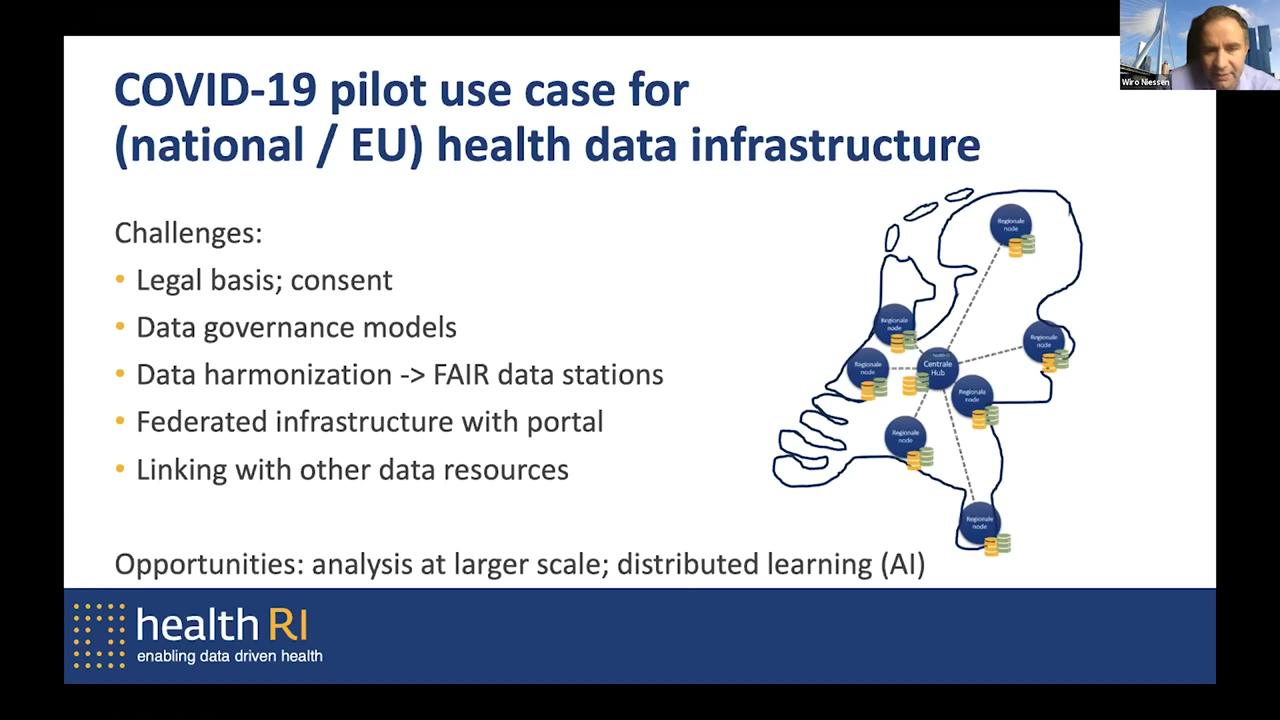 COVID-19 pilot use case for
(national / EU) health data infrastructure
Wiro Niessen
Challenges:
• Legal basis; consent
• Data governance models
• Data harmonization -> FAIR data stations
• Federated infrastructure with portal
• Linking with other data resources
Opportunities: analysis at larger scale; distributed learning (AI)
Regionale
node
Regionale
node
Regionale
node
Regionale
node
health RI
Centrale
Hub
Regionale
node
Regionale
node
Regionale
node
health RI
enabling data driven health